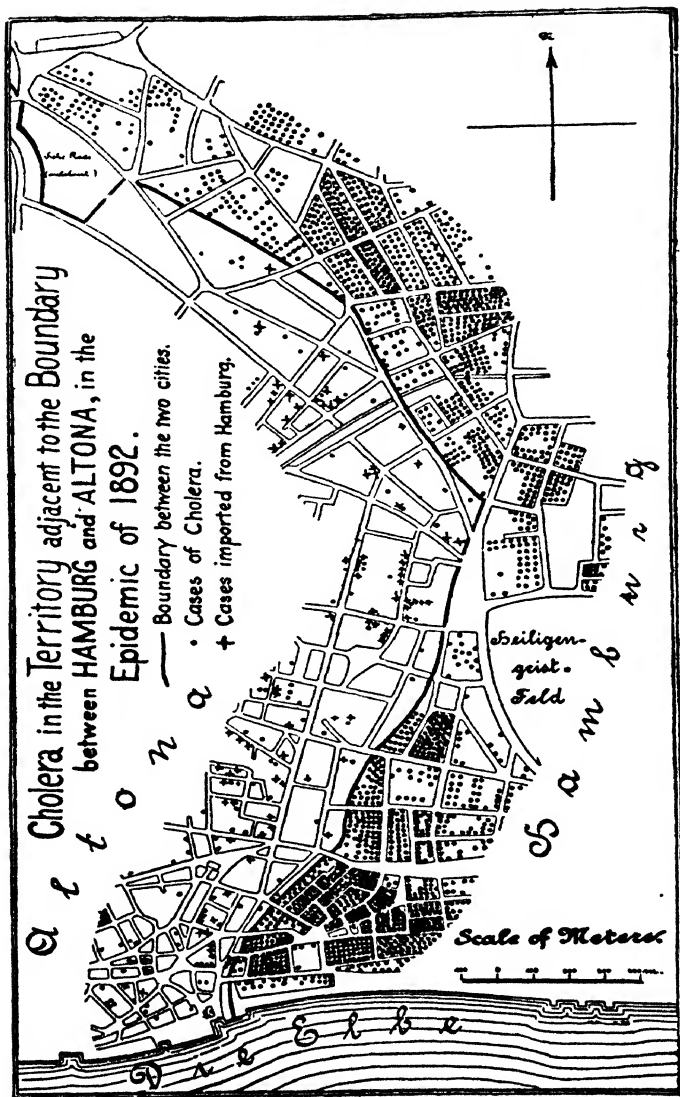 Cholera in the Territory adjacent to the Boundary
between HAMBURG and ALTONA, in the
Epidemic of 1892.
Boundary between the two cities.
Cases of Cholera.
Cases imported from Hamburg.
Altona
Hamburg
Heiligen-
geist-
Feld
Scale of Meters.
Die Elbe